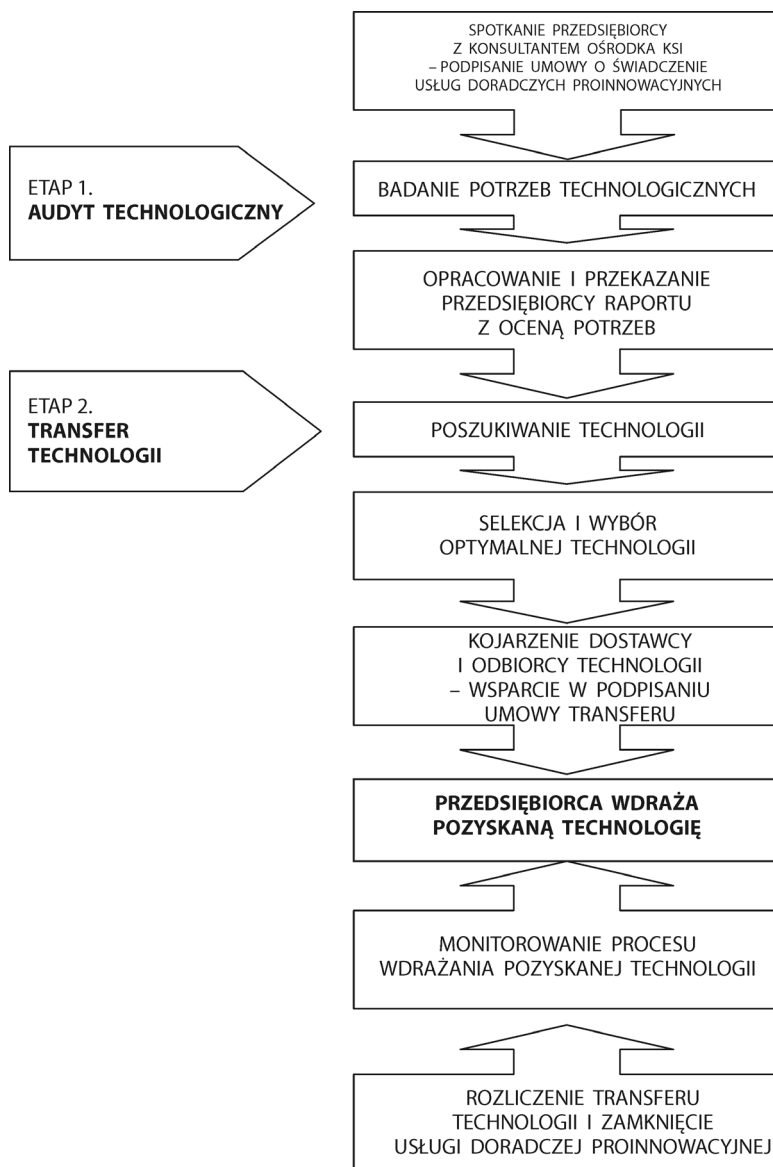 SPOTKANIE PRZEDSIĘBIORCY
Z KONSULTANTEM OŚRODKA KSI
– PODPISANIE UMOWY O ŚWIADCZENIE
USŁUG DORADCZYCH PROINNOWACYJNYCH
ETAP 1.
AUDYT TECHNOLOGICZNY
BADANIE POTRZEB TECHNOLOGICZNYCH
OPRACOWANIE I PRZEKAZANIE
PRZEDSIĘBIORCY RAPORTU
Z OCENĄ POTRZEB
ETAP 2.
TRANSFER
TECHNOLOGII
POSZUKIWANIE TECHNOLOGII
SELEKCJA I WYBÓR
OPTYMALNEJ TECHNOLOGII
KOJARZENIE DOSTAWCY
I ODBIORCY TECHNOLOGII
– WSPARCIE W PODPISANIU
UMOWY TRANSFERU
PRZEDSIĘBIORCA WDRAŻA
POZYSKANĄ TECHNOLOGIĘ
MONITOROWANIE PROCESU
WDRAŻANIA POZYSKANEJ TECHNOLOGII
ROZLICZENIE TRANSFERU
TECHNOLOGII I ZAMKNIĘCIE
USŁUGI DORADCZEJ PROINNOWACYJNEJ